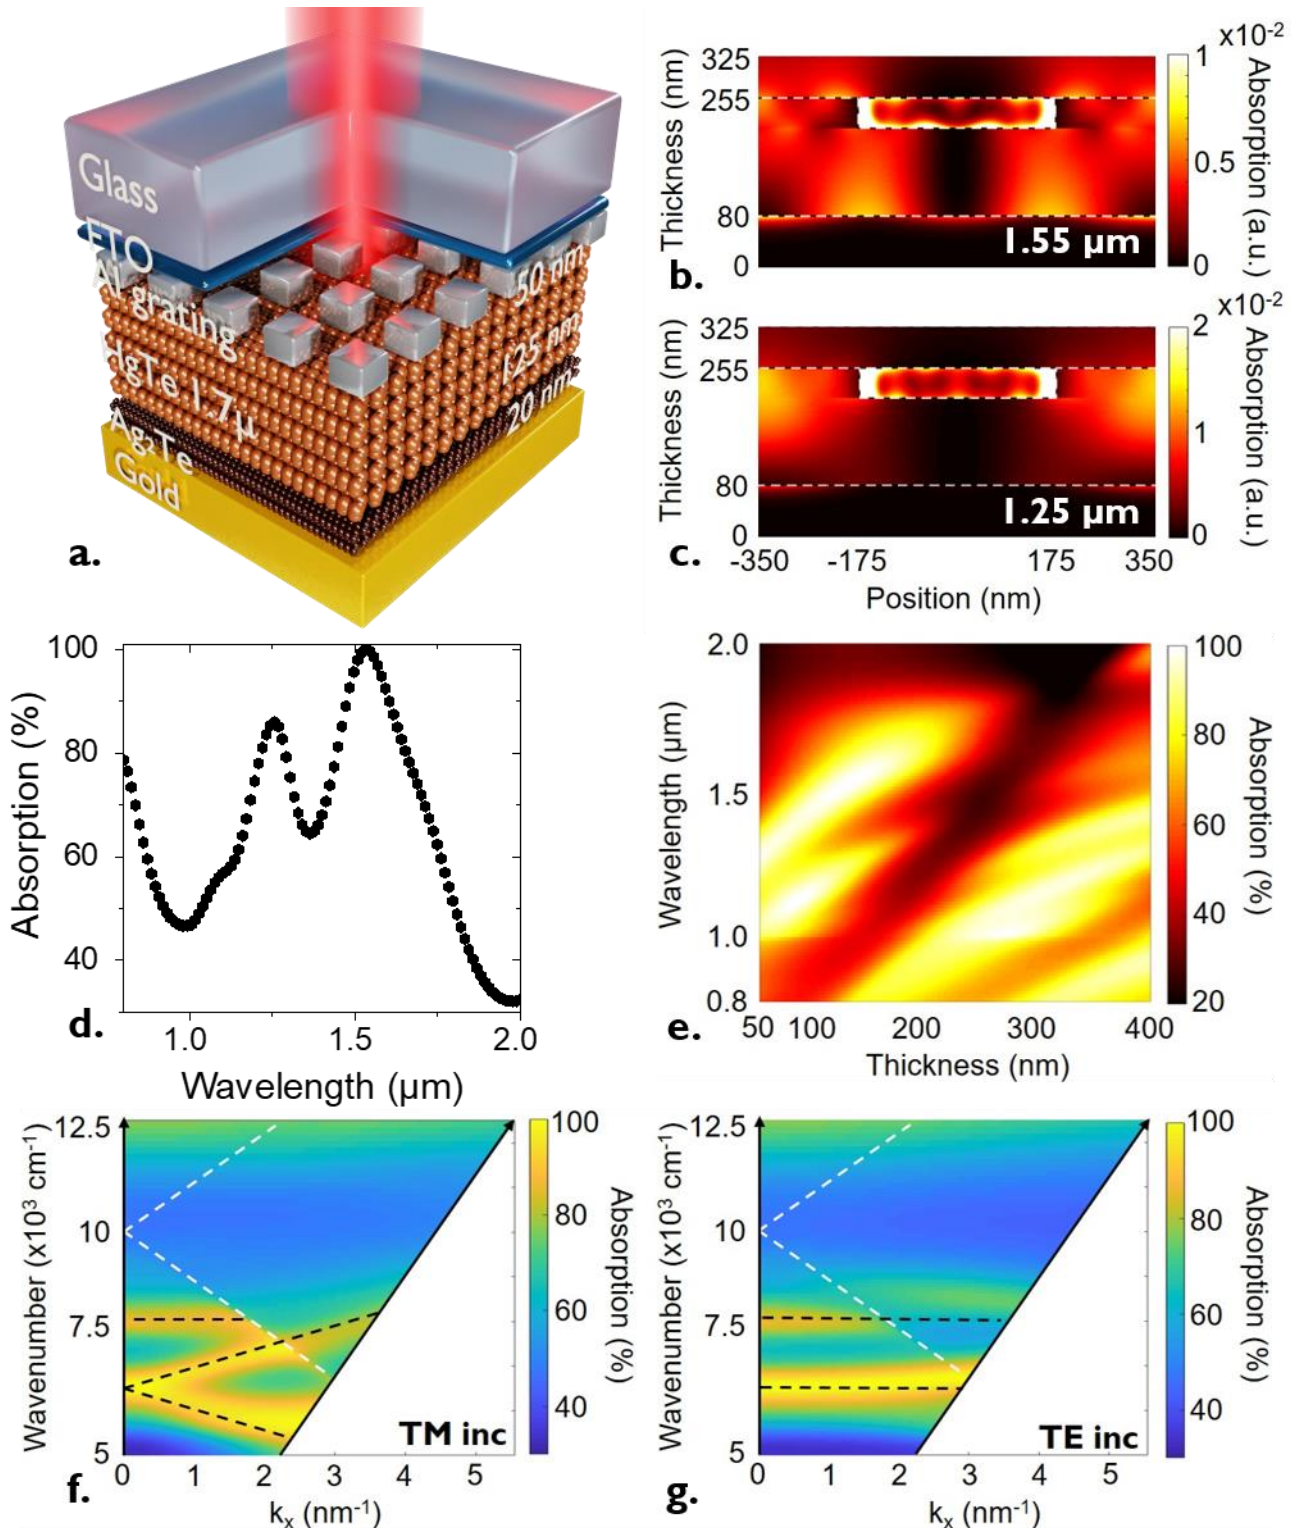 Glass
FTO
Al grating
HgTe 1.7µ
Ag₂Te
Gold
50 nm
125 nm
20 nm
a.
x10⁻²
Thickness (nm)
325
255
80
0
1.55 µm
1
0.5
0
Absorption (a.u.)
b.
x10⁻²
Thickness (nm)
325
255
80
0
1.25 µm
2
1
0
Absorption (a.u.)
c.
-350
-175
175
350
Position (nm)
Absorption (%)
100
80
60
40
d.
1.0
1.5
2.0
Wavelength (µm)
Wavelength (µm)
2.0
1.5
1.0
0.8
e.
50
100
200
300
400
Thickness (nm)
100
80
60
40
20
Absorption (%)
Wavenumber (x10³ cm⁻¹)
12.5
10
7.5
5
TM inc
f.
0
1
2
3
4
5
kₓ (nm⁻¹)
100
80
60
40
Absorption (%)
Wavenumber (x10³ cm⁻¹)
12.5
10
7.5
5
TE inc
g.
0
1
2
3
4
5
kₓ (nm⁻¹)
100
80
60
40
Absorption (%)